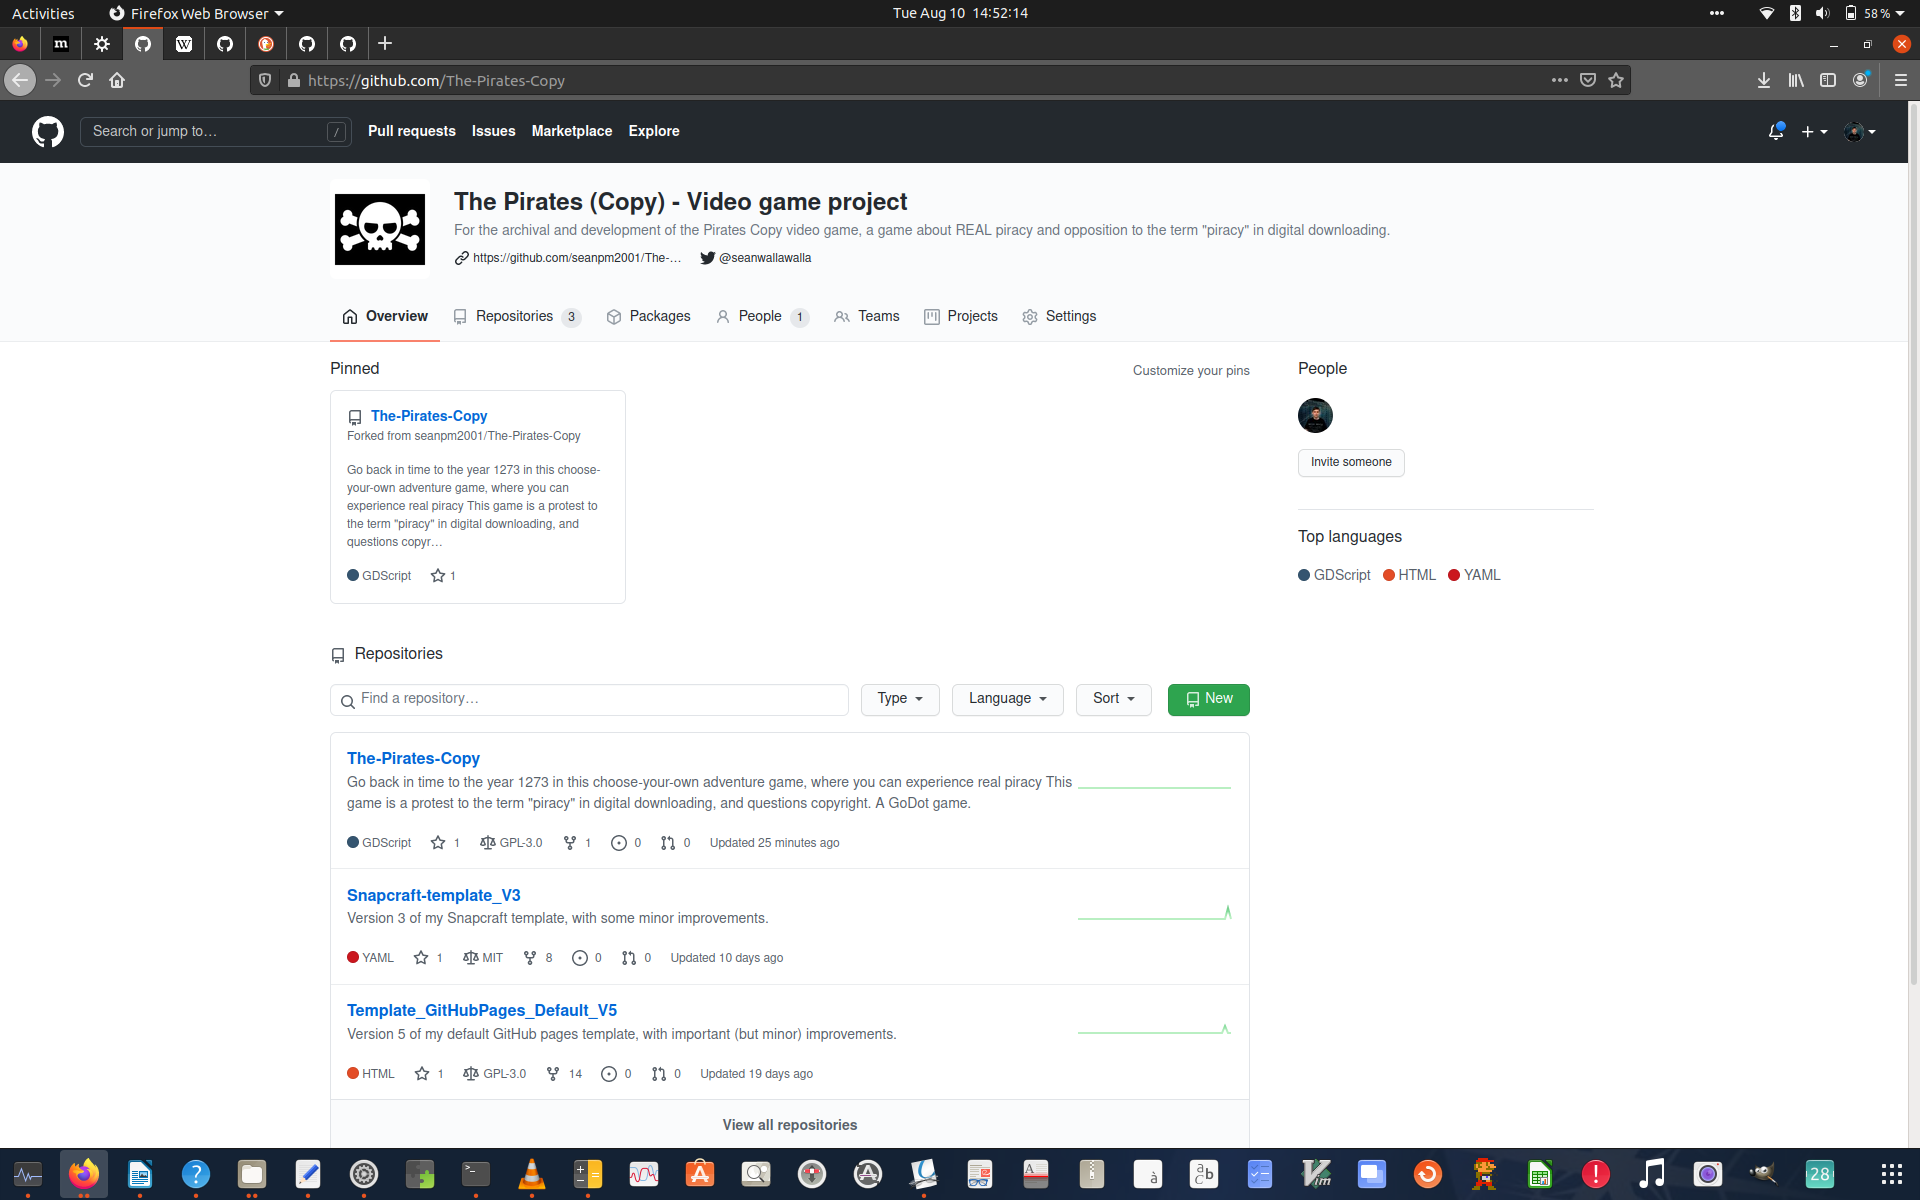 Activities
Firefox Web Browser
Tue Aug 10 14:52:14
58 %
m
W
https://github.com/The-Pirates-Copy
Search or jump to…
/
Pull requests
Issues
Marketplace
Explore
The Pirates (Copy) - Video game project
For the archival and development of the Pirates Copy video game, a game about REAL piracy and opposition to the term "piracy" in digital downloading.
https://github.com/seanpm2001/The-…
@seanwallawalla
Overview
Repositories 3
Packages
People 1
Teams
Projects
Settings
Pinned
Customize your pins
The-Pirates-Copy
Forked from seanpm2001/The-Pirates-Copy
Go back in time to the year 1273 in this choose-
your-own adventure game, where you can
experience real piracy This game is a protest to
the term "piracy" in digital downloading, and
questions copyr…
GDScript 1
People
Invite someone
Top languages
GDScript HTML YAML
Repositories
Find a repository…
Type
Language
Sort
New
The-Pirates-Copy
Go back in time to the year 1273 in this choose-your-own adventure game, where you can experience real piracy This
game is a protest to the term "piracy" in digital downloading, and questions copyright. A GoDot game.
GDScript 1 GPL-3.0 1 0 0 Updated 25 minutes ago
Snapcraft-template_V3
Version 3 of my Snapcraft template, with some minor improvements.
YAML 1 MIT 8 0 0 Updated 10 days ago
Template_GitHubPages_Default_V5
Version 5 of my default GitHub pages template, with important (but minor) improvements.
HTML 1 GPL-3.0 14 0 0 Updated 19 days ago
View all repositories
28